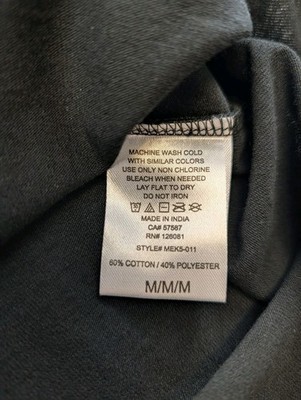 MACHINE WASH COLD
WITH SIMILAR COLORS
USE ONLY NON CHLORINE
BLEACH WHEN NEEDED
LAY FLAT TO DRY
DO NOT IRON
MADE IN INDIA
CA# 57587
RN# 126081
STYLE# MEK5-011
60% COTTON / 40% POLYESTER
M/M/M